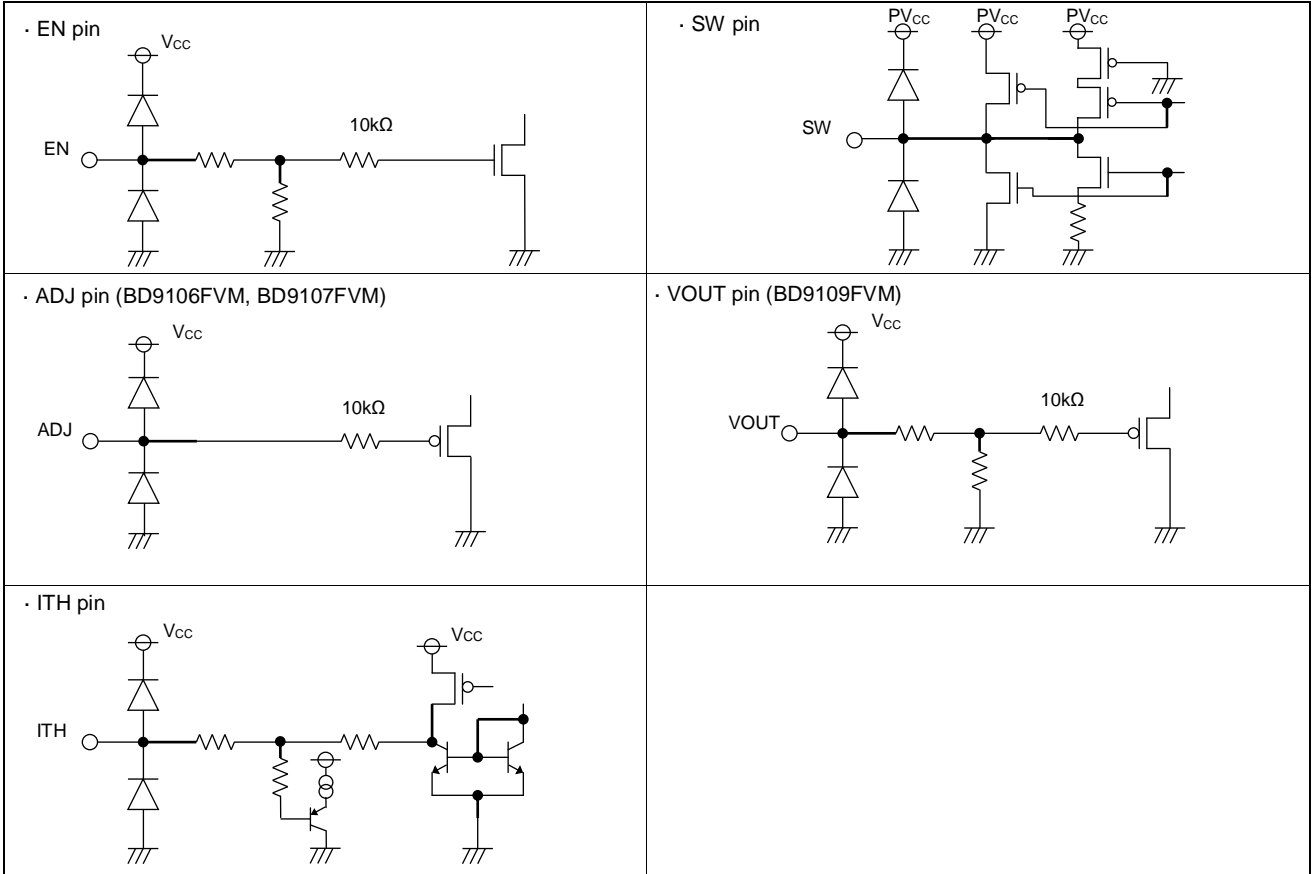 · EN pin
VCC
EN
10kΩ
· SW pin
PVCC PVCC PVCC
SW
· ADJ pin (BD9106FVM, BD9107FVM)
VCC
ADJ
10kΩ
· VOUT pin (BD9109FVM)
VCC
VOUT
10kΩ
· ITH pin
VCC
VCC
ITH